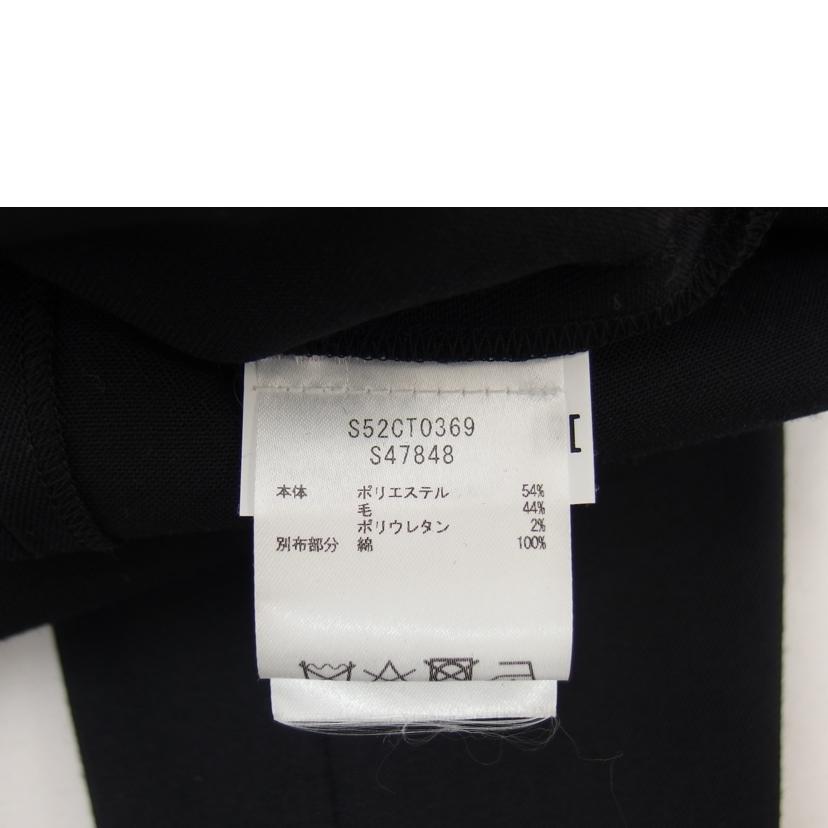 S52CT0369
S47848
本体 ポリエステル 54%
毛 44%
ポリウレタン 2%
別布部分 綿 100%